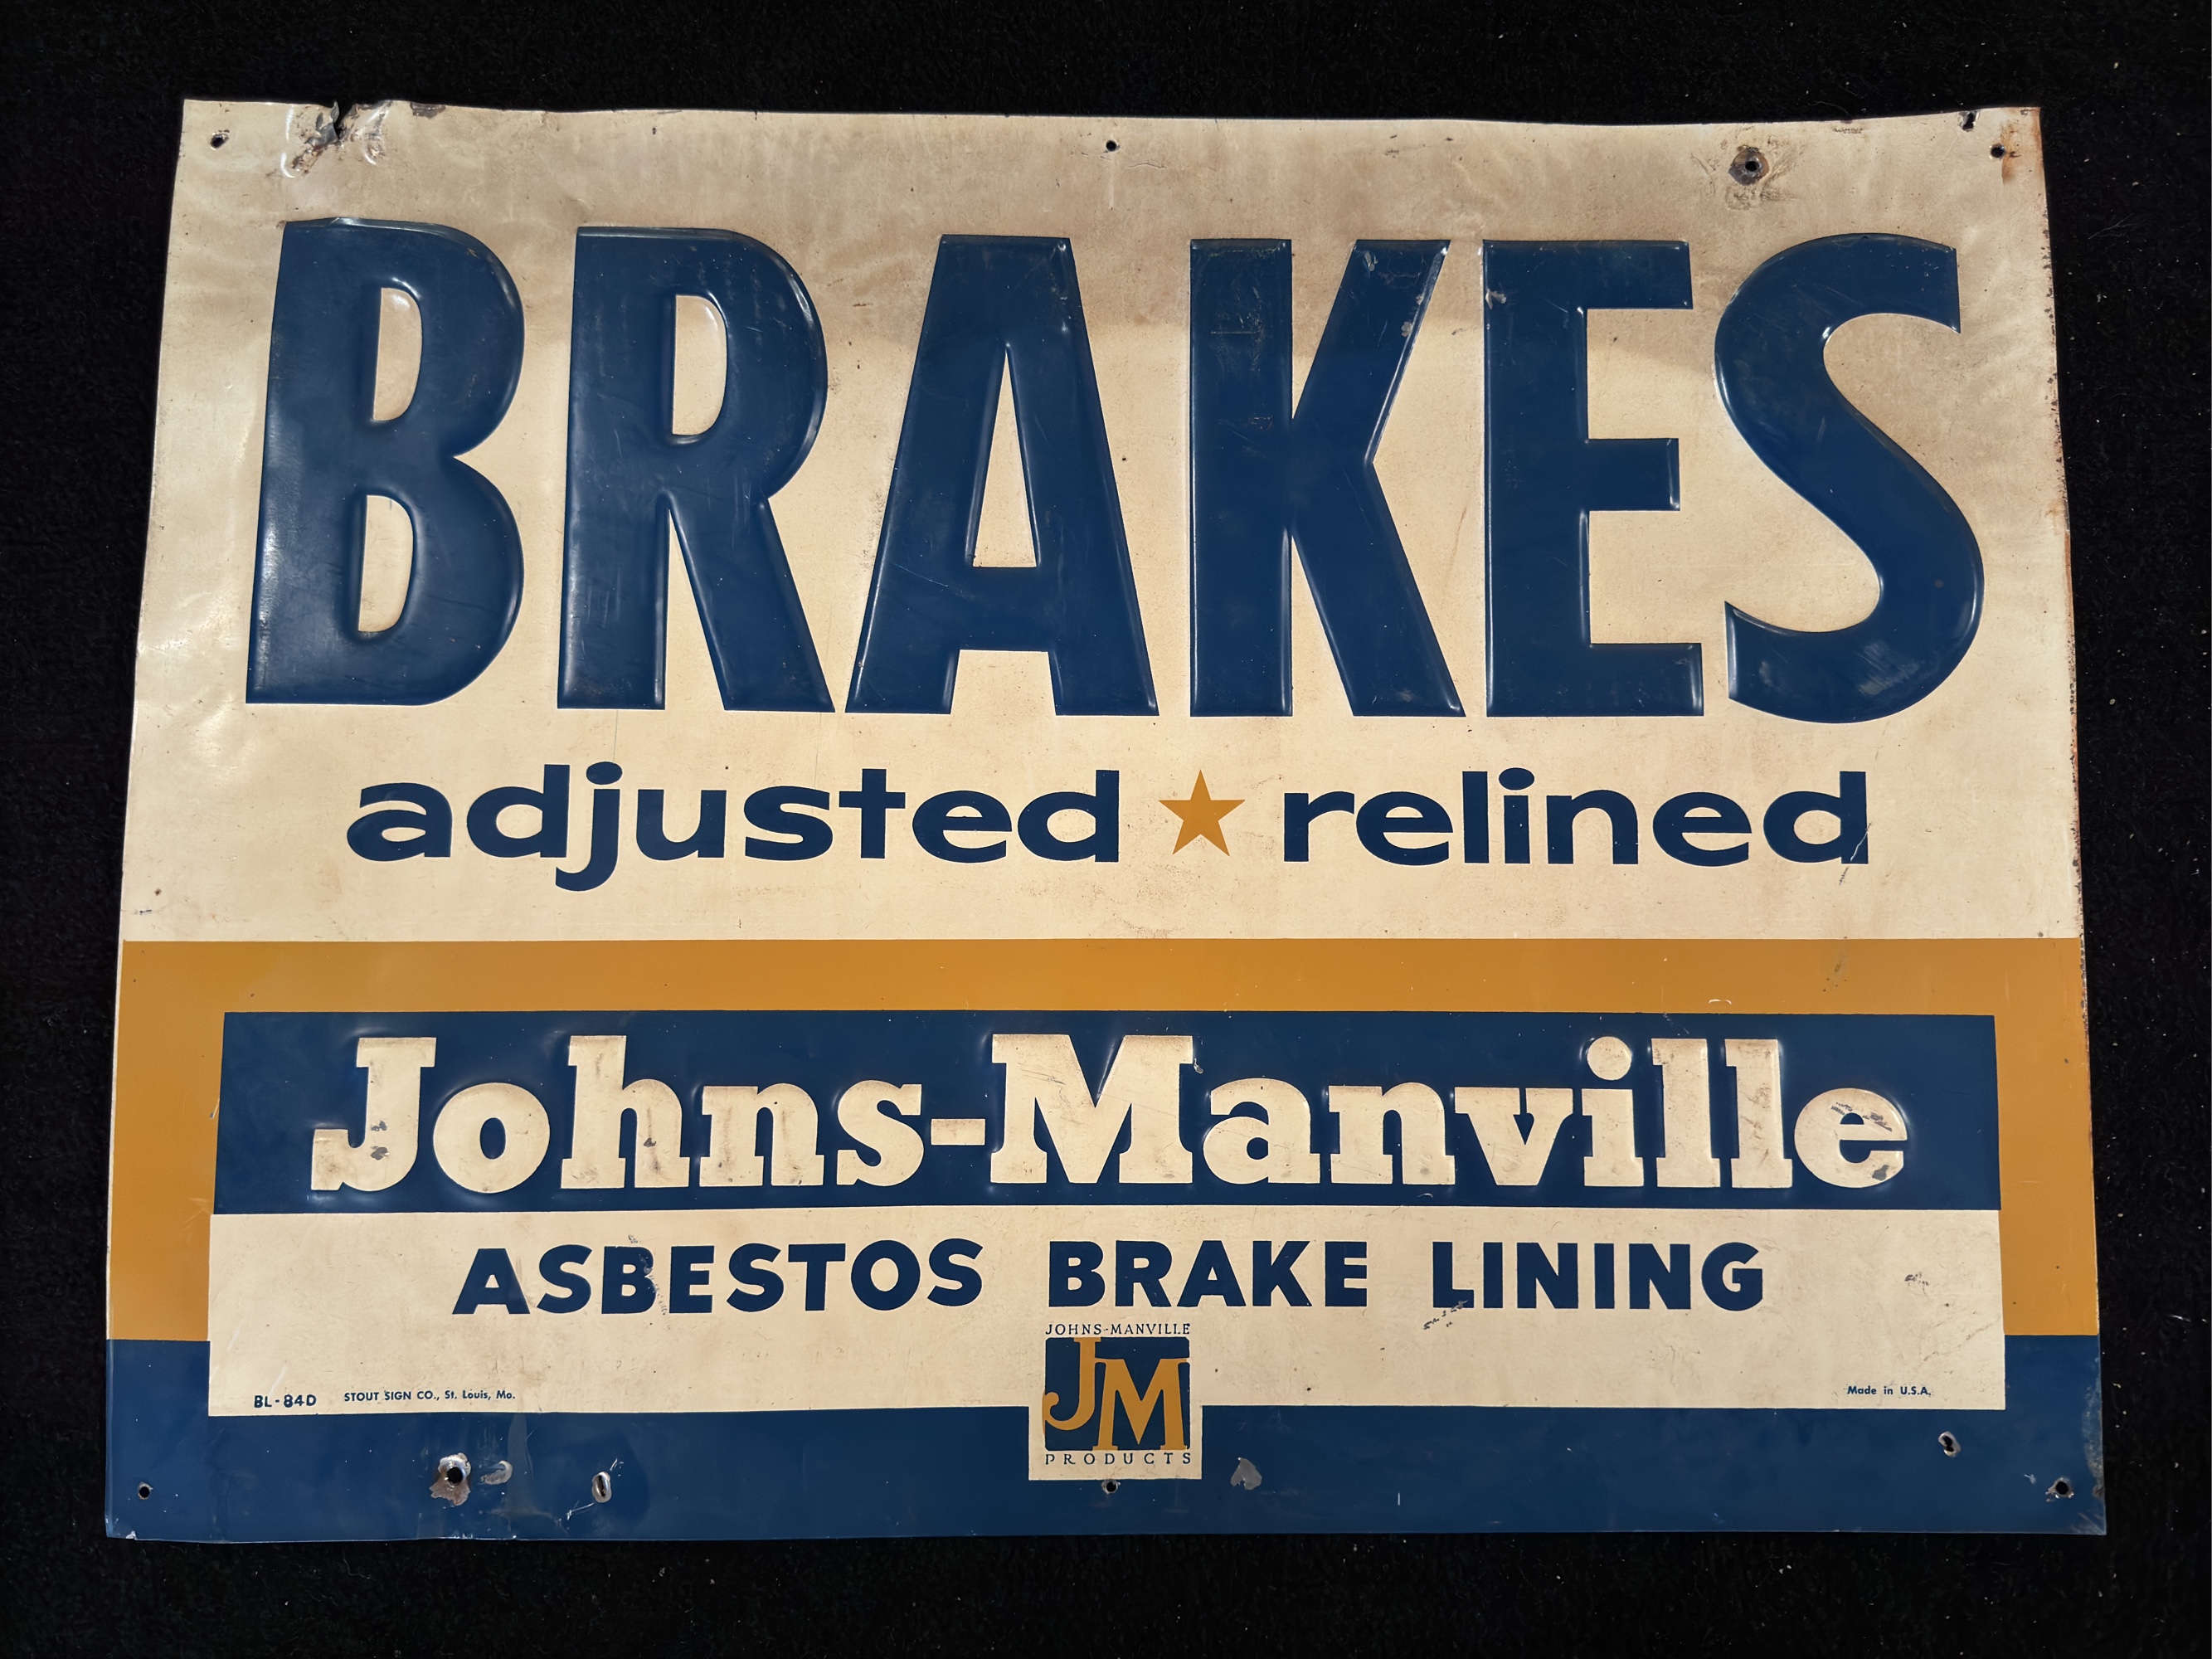 BRAKES
adjusted ★ relined
Johns-Manville
ASBESTOS BRAKE LINING
JOHNS-MANVILLE
JM
PRODUCTS
BL-84D STOUT SIGN CO., St. Louis, Mo.
Made in U.S.A.